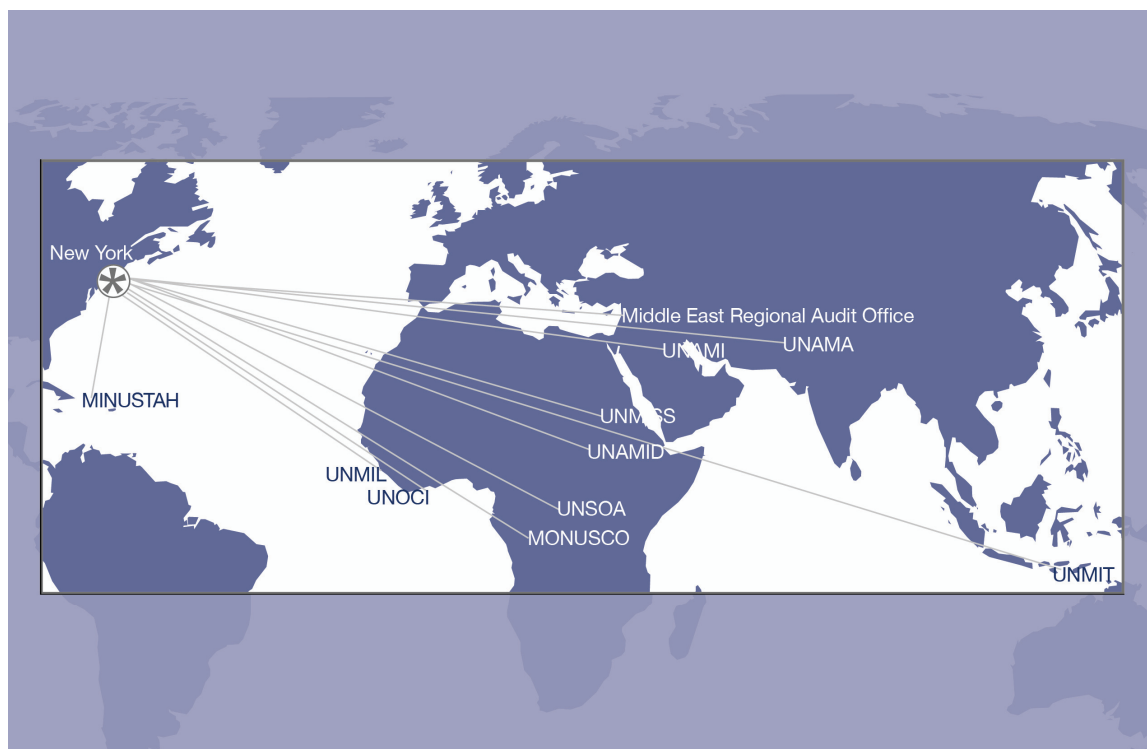 New York
Middle East Regional Audit Office
UNAMA
UNAMI
MINUSTAH
UNMISS
UNAMID
UNMIL
UNOCI
UNSOA
MONUSCO
UNMIT